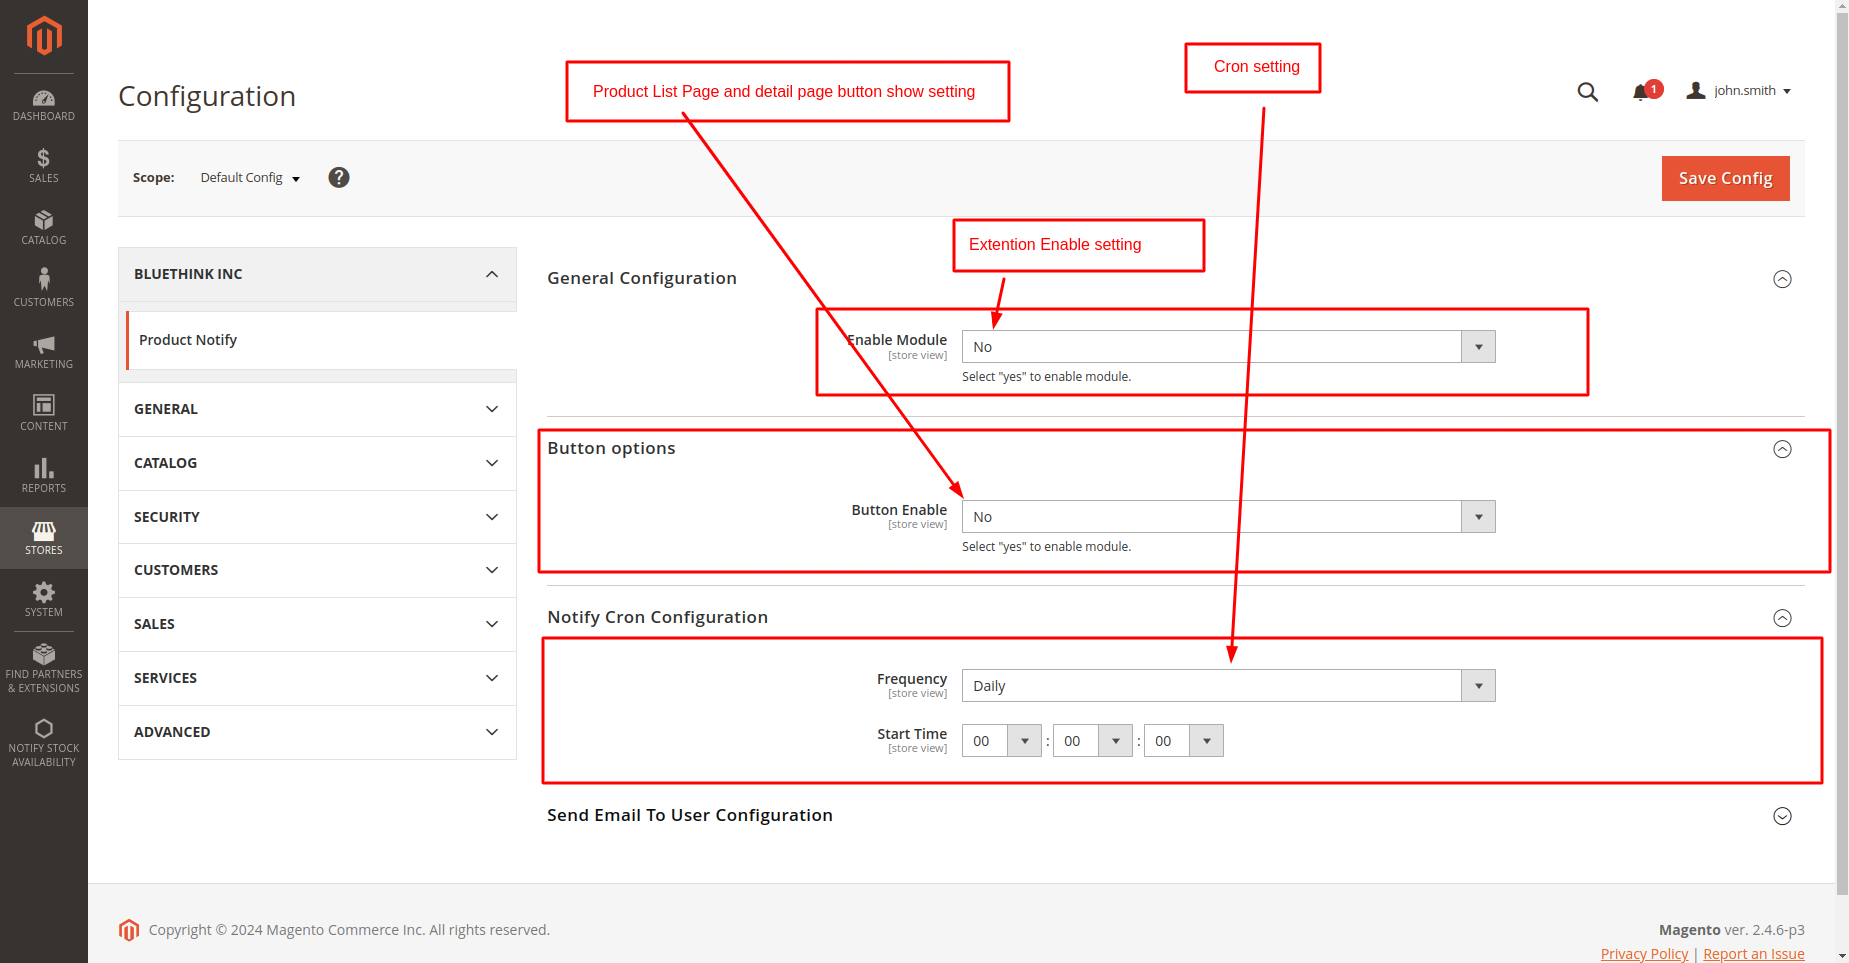 DASHBOARD
SALES
CATALOG
CUSTOMERS
MARKETING
CONTENT
REPORTS
STORES
SYSTEM
FIND PARTNERS
& EXTENSIONS
NOTIFY STOCK
AVAILABILITY
Configuration
Product List Page and detail page button show setting
Cron setting
1
john.smith
Scope:
Default Config
?
Save Config
BLUETHINK INC
Product Notify
GENERAL
CATALOG
SECURITY
CUSTOMERS
SALES
SERVICES
ADVANCED
Extention Enable setting
General Configuration
Enable Module
[store view]
No
Select "yes" to enable module.
Button options
Button Enable
[store view]
No
Select "yes" to enable module.
Notify Cron Configuration
Frequency
[store view]
Daily
Start Time
[store view]
00 : 00 : 00
Send Email To User Configuration
Copyright © 2024 Magento Commerce Inc. All rights reserved.
Magento ver. 2.4.6-p3
Privacy Policy | Report an Issue